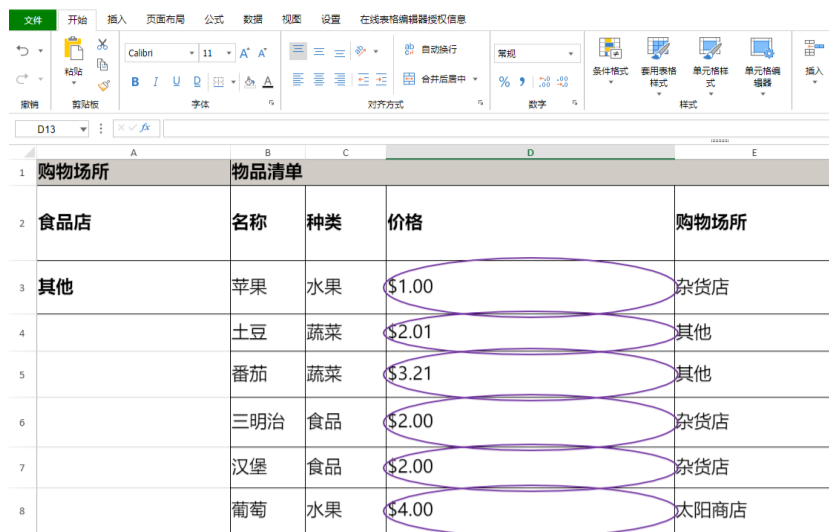 文件 开始 插入 页面布局 公式 数据 视图 设置 在线表格编辑器授权信息
粘贴 Calibri 11 A A 自动换行 常规 条件格式 套用表格样式 单元格样式 单元格编辑器 插入
B I U D A 合并后居中 % .00 .00
撤销 剪贴板 字体 对齐方式 数字 样式
D13 fx
A B C D E
1 购物场所 物品清单
2 食品店 名称 种类 价格 购物场所
3 其他 苹果 水果 $1.00 杂货店
4 土豆 蔬菜 $2.01 其他
5 番茄 蔬菜 $3.21 其他
6 三明治 食品 $2.00 杂货店
7 汉堡 食品 $2.00 杂货店
8 葡萄 水果 $4.00 太阳商店